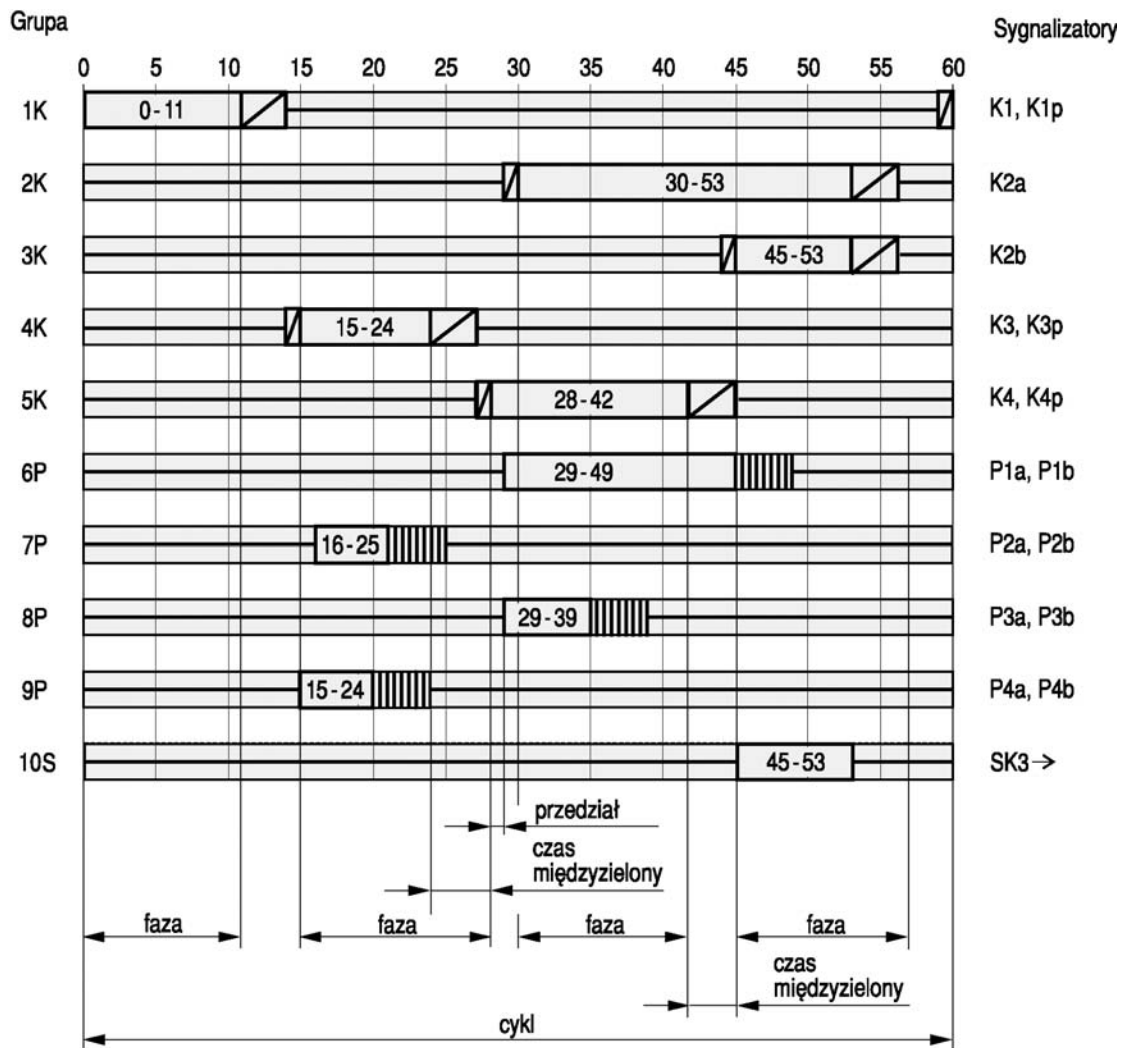 Grupa
Sygnalizatory
0 5 10 15 20 25 30 35 40 45 50 55 60
1K 0-11 K1, K1p
2K 30-53 K2a
3K 45-53 K2b
4K 15-24 K3, K3p
5K 28-42 K4, K4p
6P 29-49 P1a, P1b
7P 16-25 P2a, P2b
8P 29-39 P3a, P3b
9P 15-24 P4a, P4b
10S 45-53 SK3→
przedział
czas
międzyzielony
faza faza faza faza
czas
międzyzielony
cykl